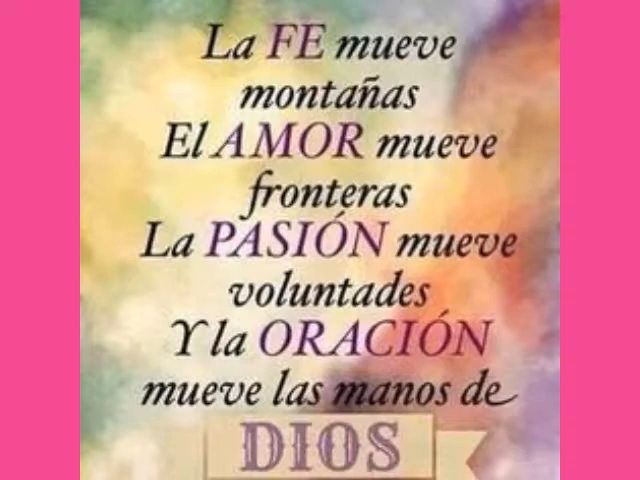 La FE mueve
montañas
El AMOR mueve
fronteras
La PASIÓN mueve
voluntades
Y la ORACIÓN
mueve las manos de
DIOS